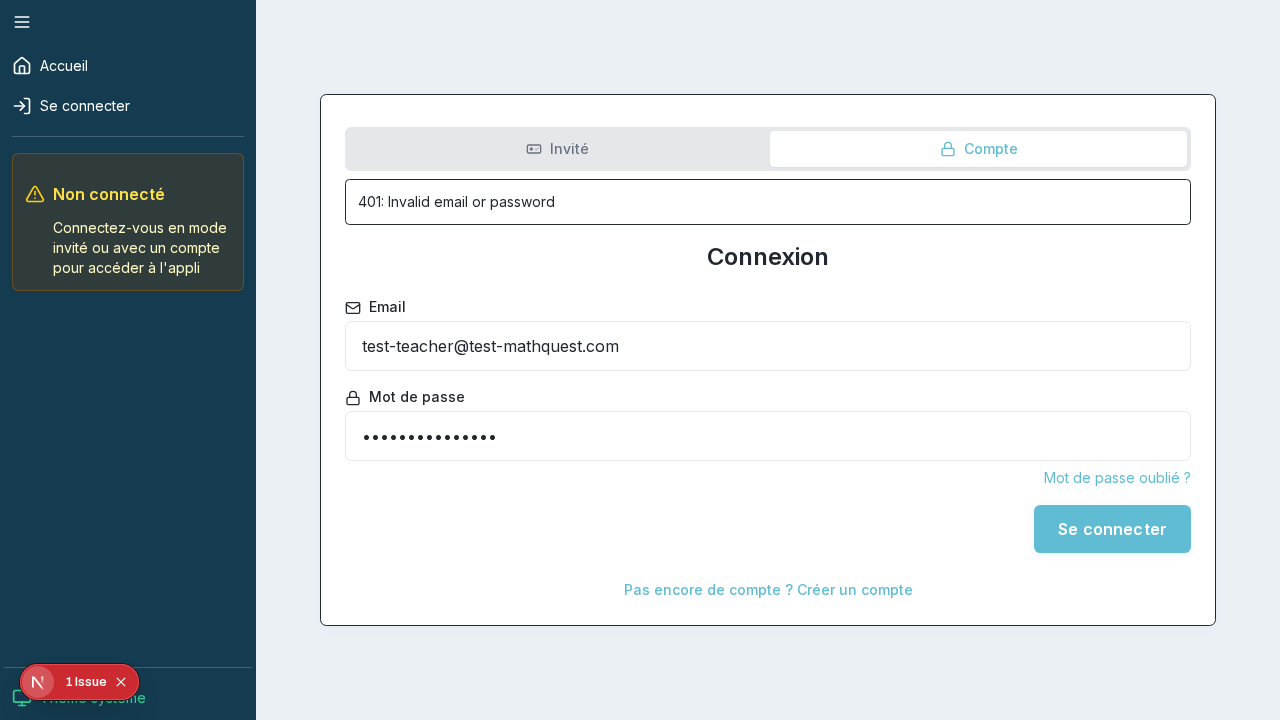 Accueil
Se connecter
Non connecté
Connectez-vous en mode
invité ou avec un compte
pour accéder à l'appli
Invité
Compte
401: Invalid email or password
Connexion
Email
test-teacher@test-mathquest.com
Mot de passe
•••••••••••••••
Mot de passe oublié ?
Se connecter
Pas encore de compte ? Créer un compte
N
1 Issue
Thème système